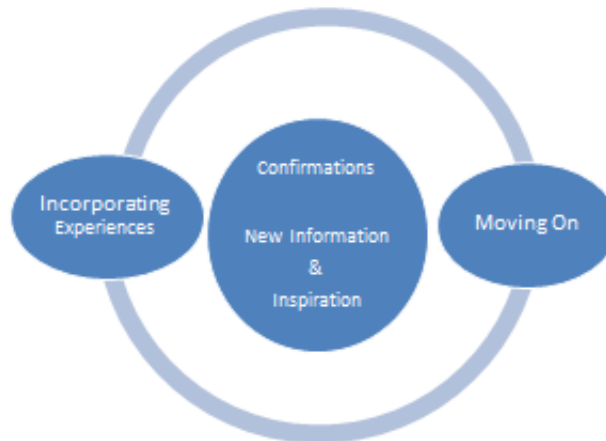 Incorporating
Experiences
Confirmations
New Information
&
Inspiration
Moving On